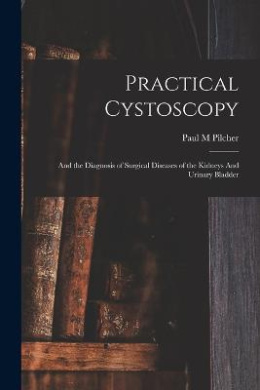 Practical
Cystoscopy
Paul M Pilcher
And the Diagnosis of Surgical Diseases of the Kidneys And
Urinary Bladder